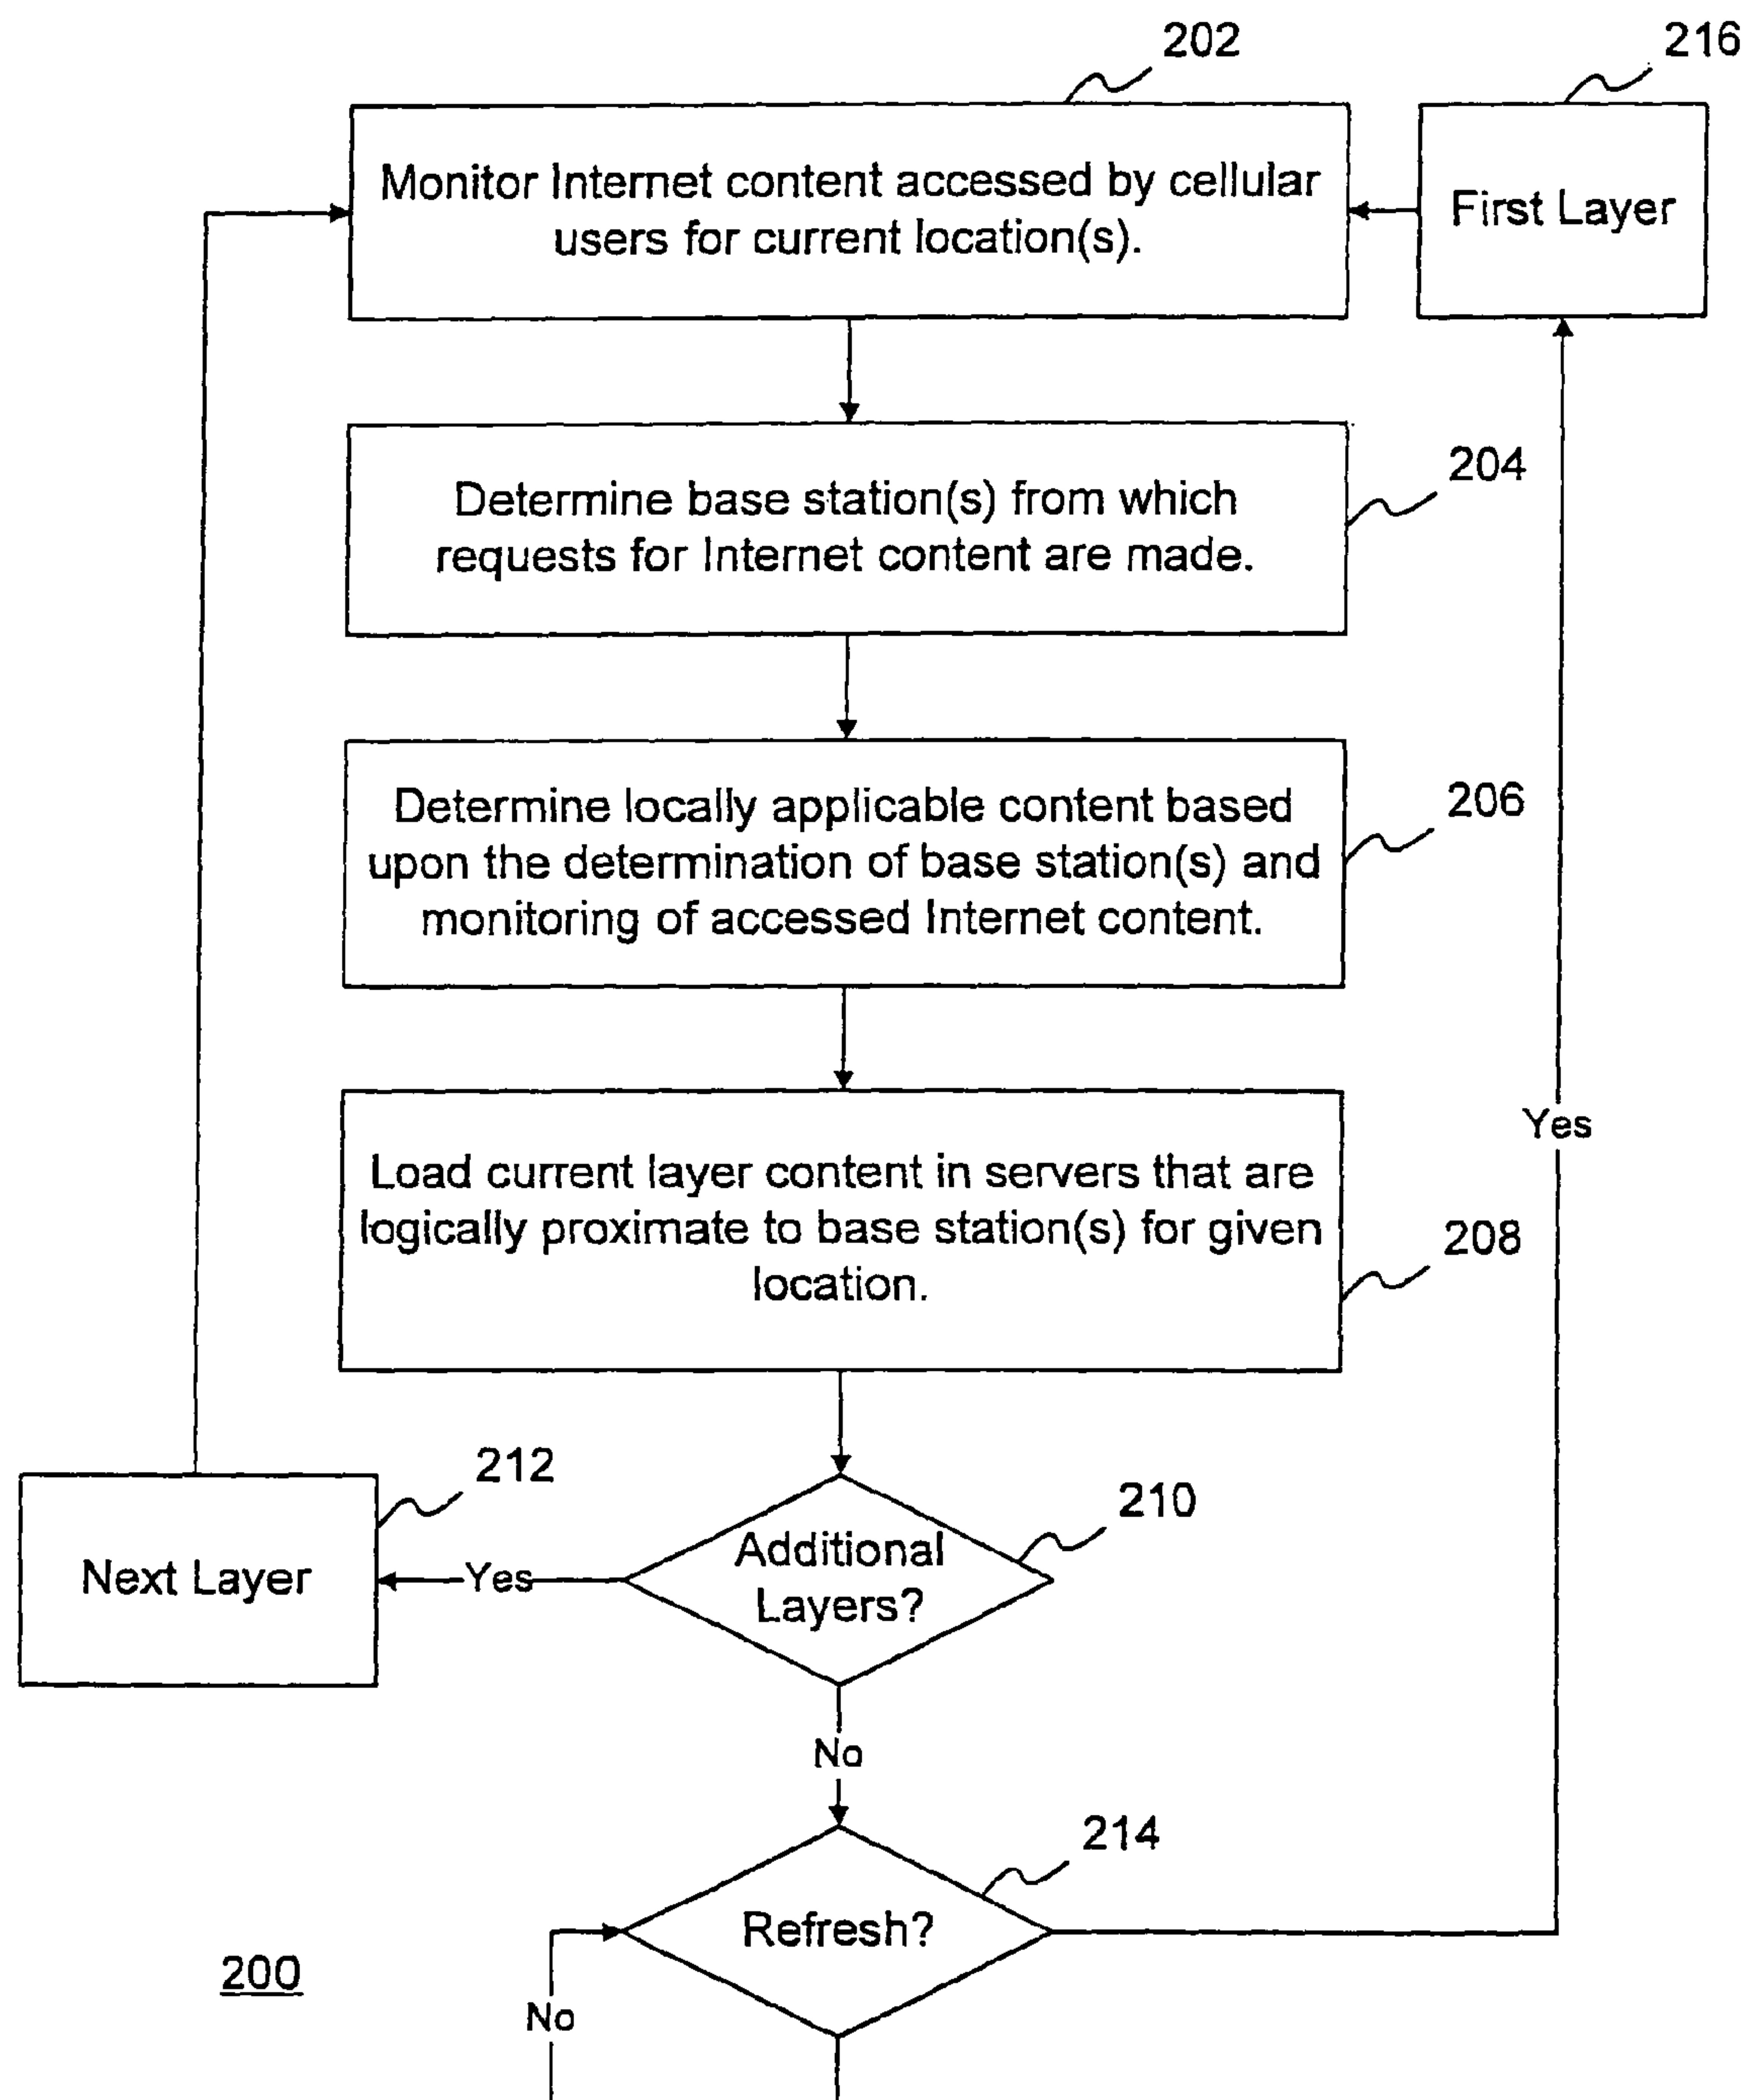 202
216
Monitor Internet content accessed by cellular
users for current location(s).
First Layer
204
Determine base station(s) from which
requests for Internet content are made.
206
Determine locally applicable content based
upon the determination of base station(s) and
monitoring of accessed Internet content.
Yes
Load current layer content in servers that are
logically proximate to base station(s) for given
location.
208
212
210
Next Layer
Yes
Additional
Layers?
No
214
Refresh?
200
No